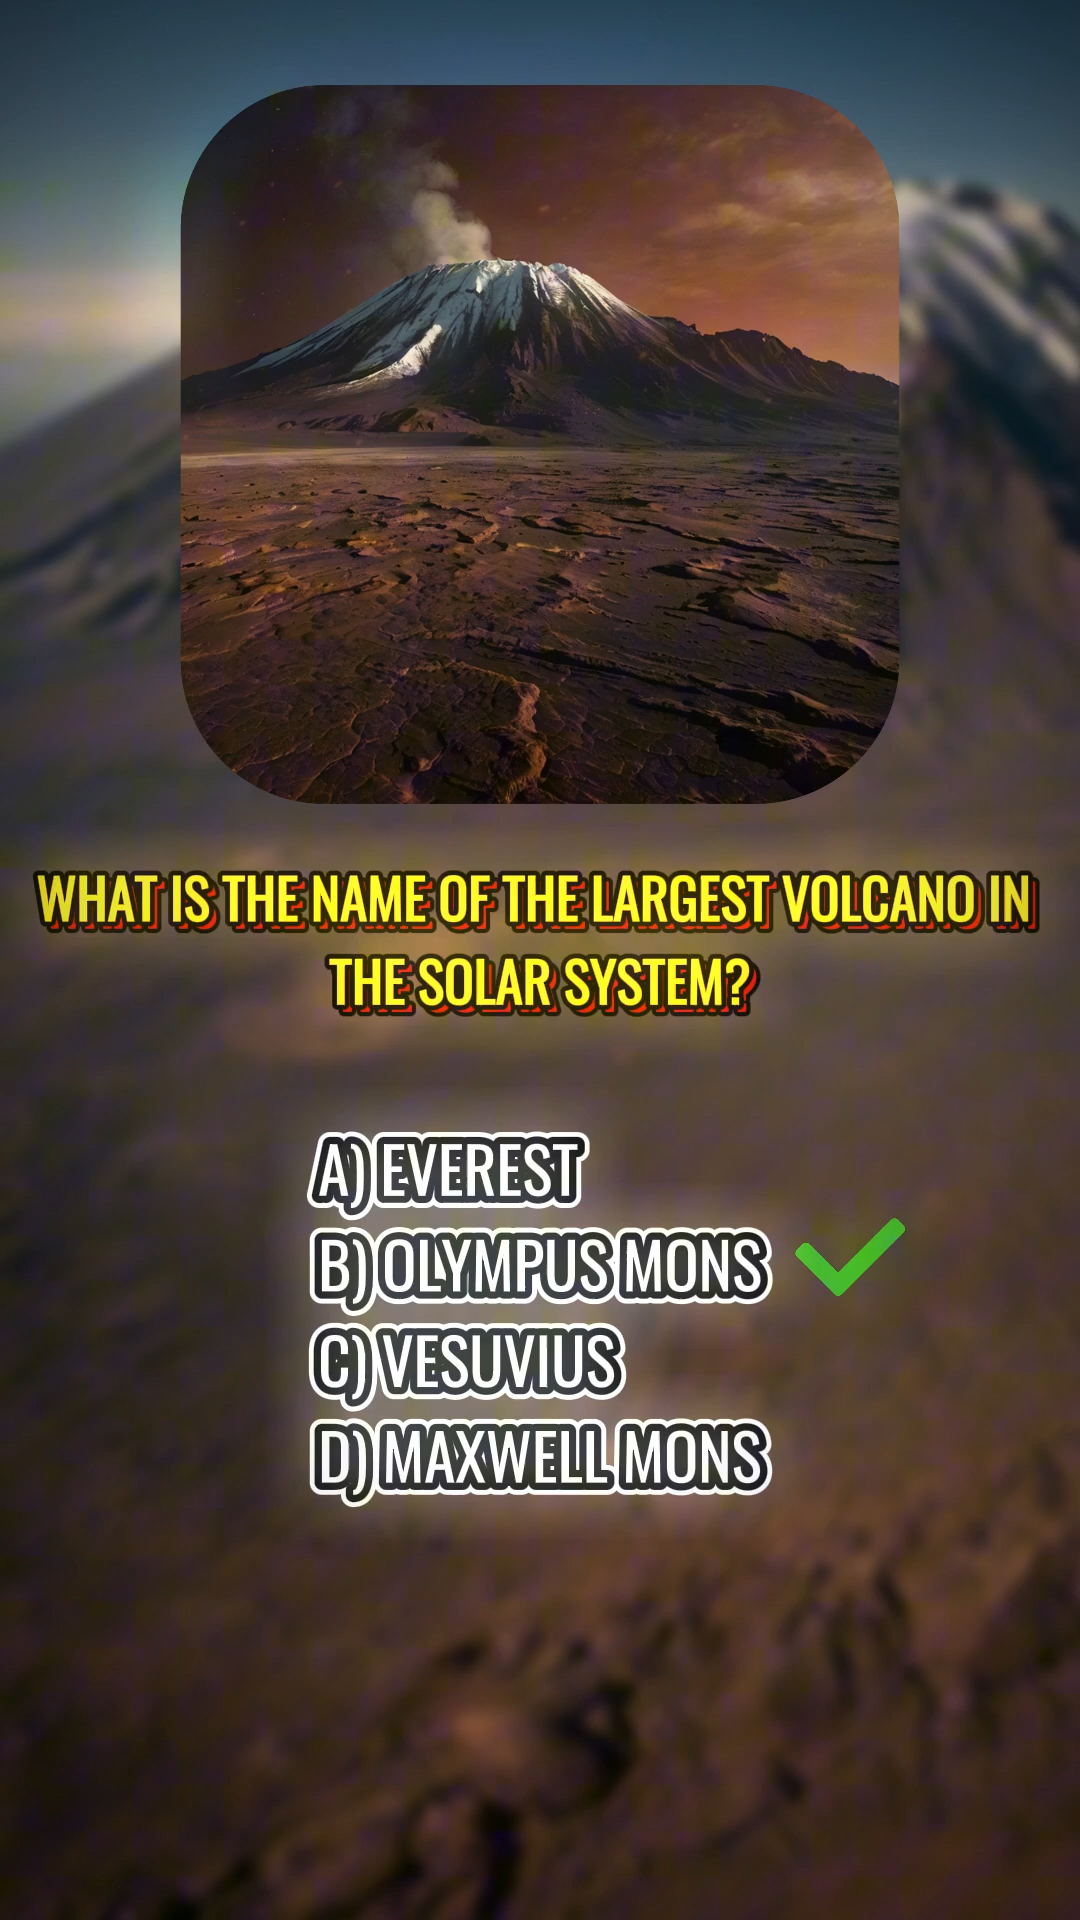 WHAT IS THE NAME OF THE LARGEST VOLCANO IN
THE SOLAR SYSTEM?
A) EVEREST
B) OLYMPUS MONS
C) VESUVIUS
D) MAXWELL MONS